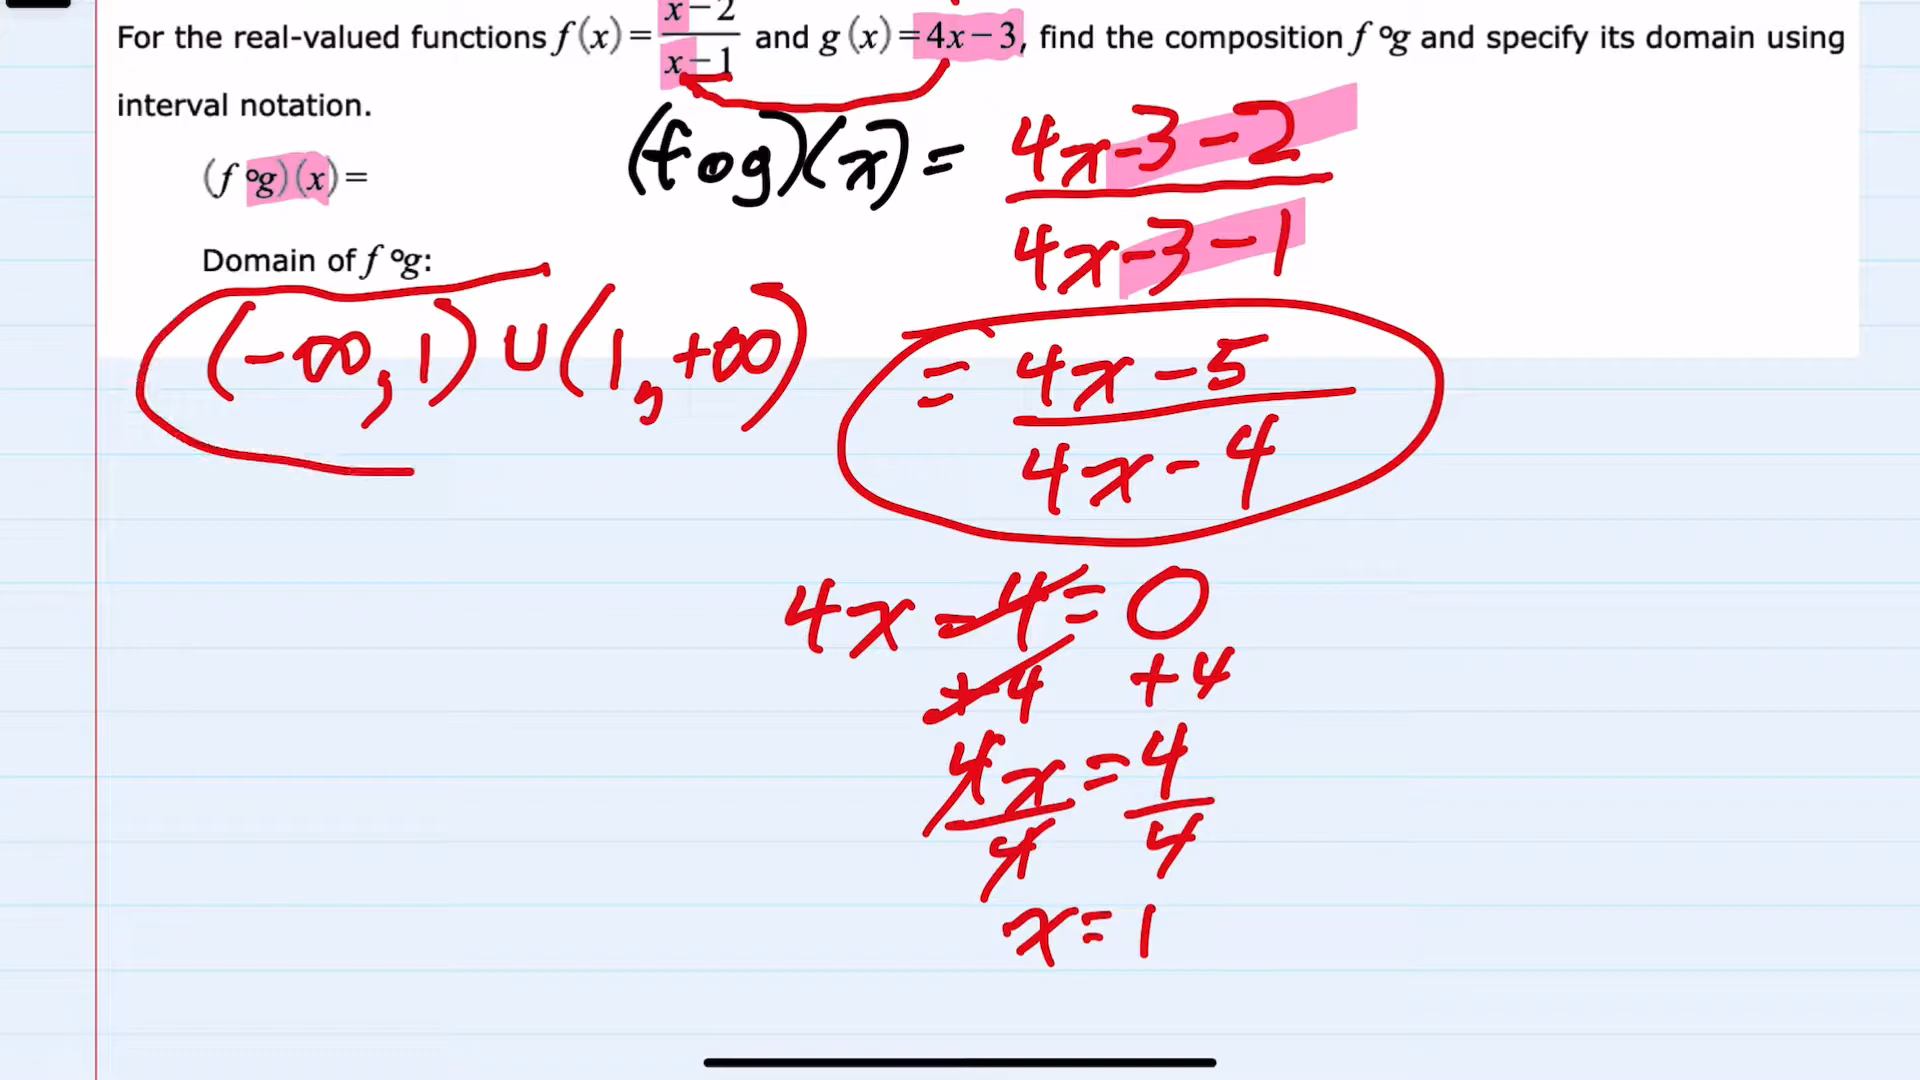 For the real-valued functions f(x) = x−2 / x−1 and g(x) = 4x−3, find the composition f∘g and specify its domain using
interval notation.
(f∘g)(x) =
(fog)(x) = 4x-3-2 / 4x-3-1
Domain of f∘g:
(-∞, 1) ∪ (1, +∞)
= 4x-5 / 4x-4
4x - 4 = 0
+4 +4
4x/4 = 4/4
x = 1